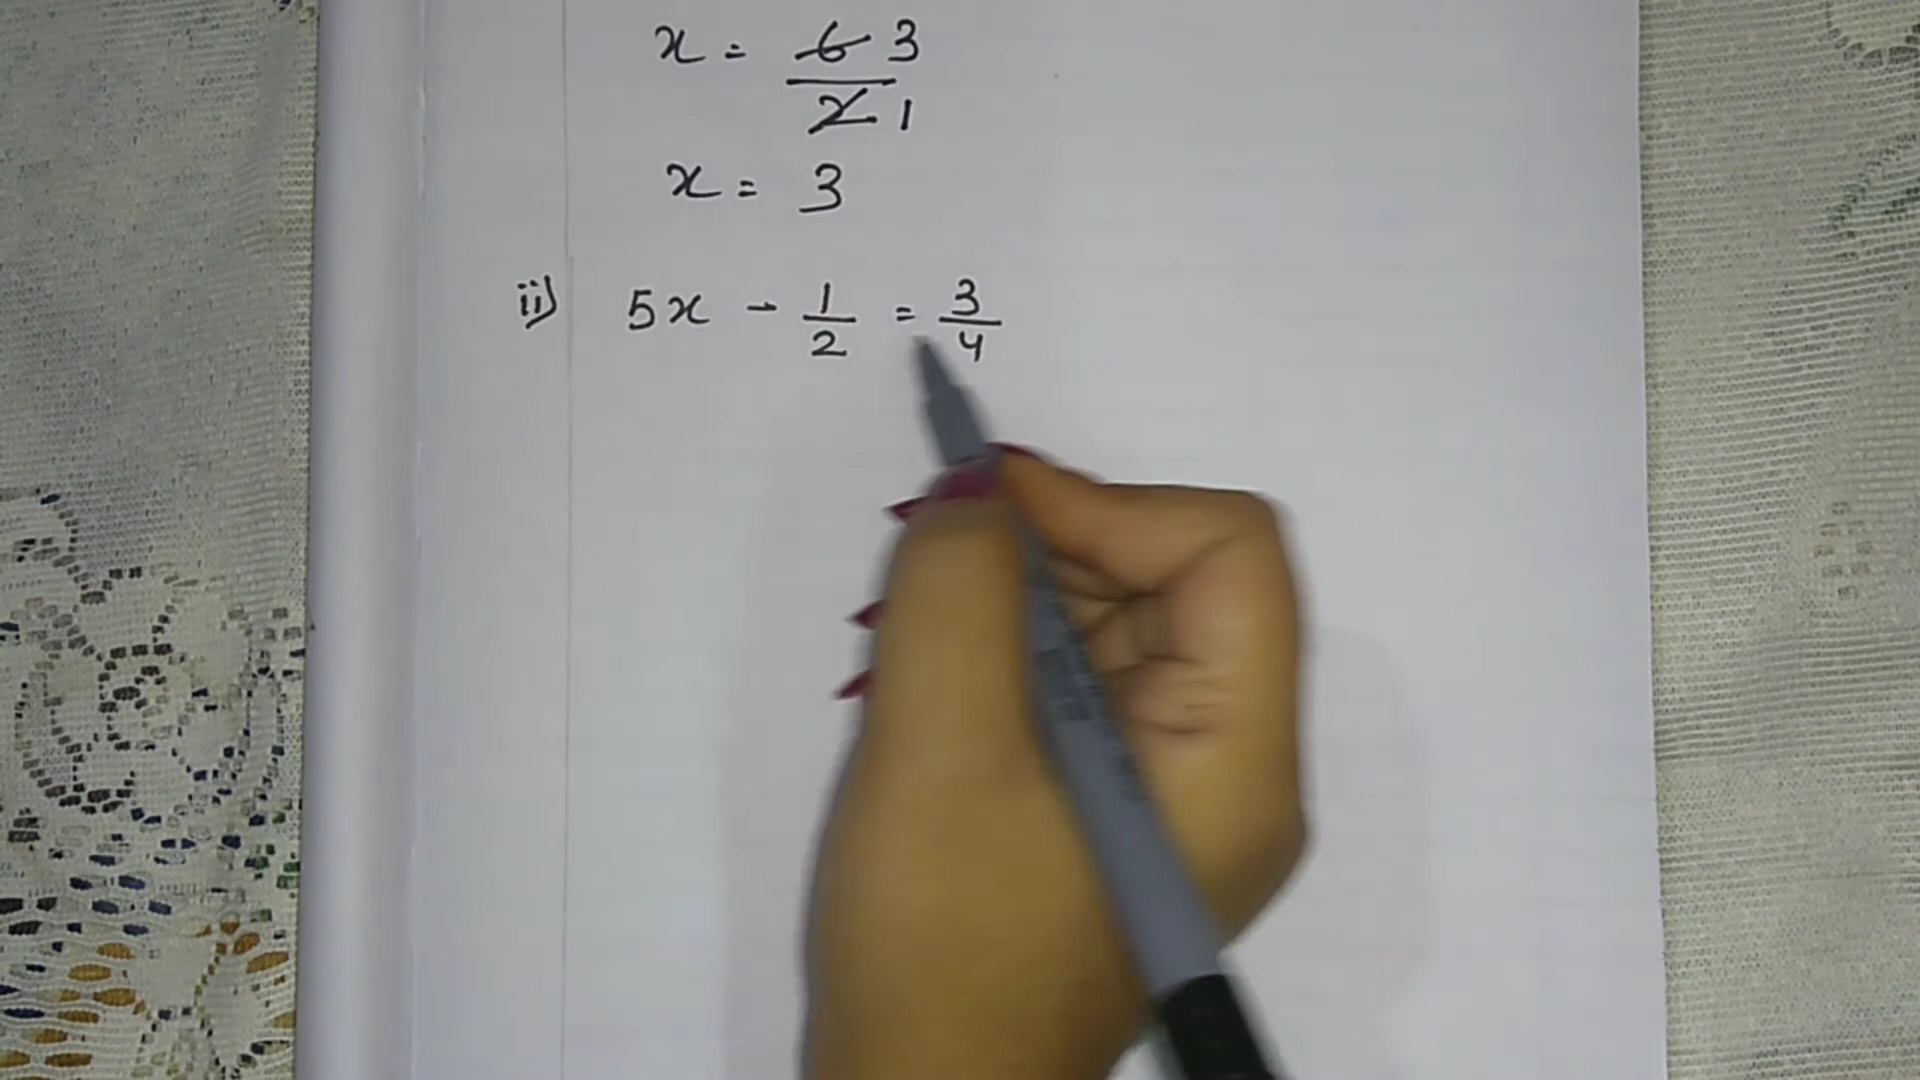 x = 6 3 / 2 1
x = 3
ii) 5x - 1/2 = 3/4